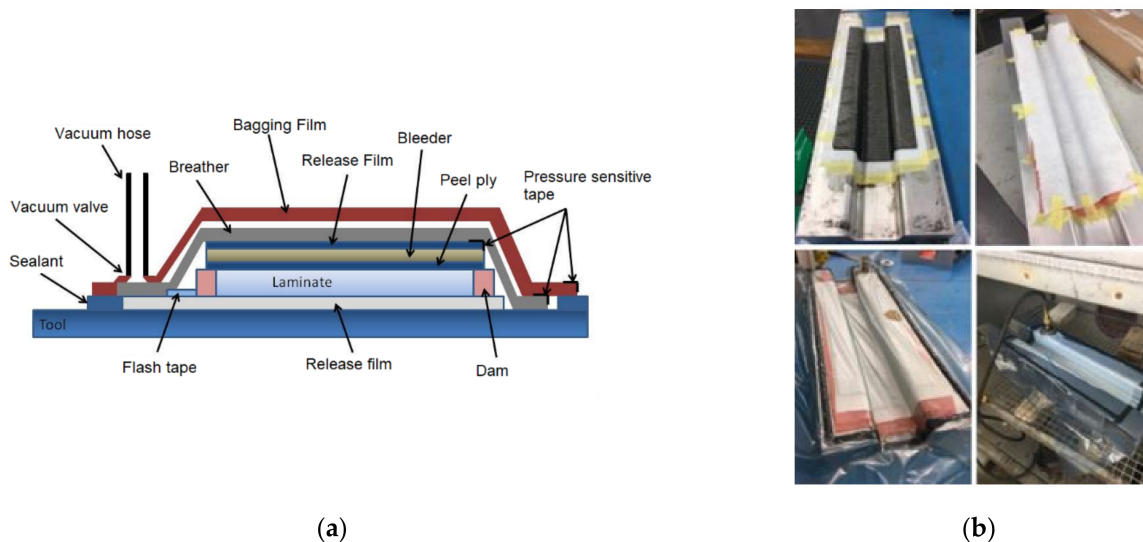 Vacuum hose
Bagging Film
Bleeder
Breather
Release Film
Peel ply
Pressure sensitive
tape
Vacuum valve
Sealant
Laminate
Tool
Flash tape
Release film
Dam
(a)
(b)